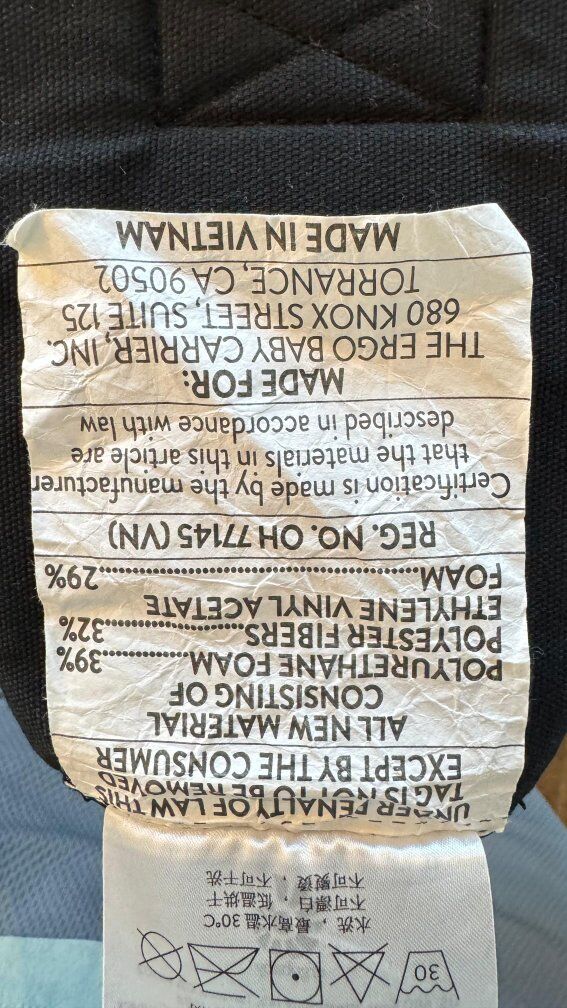 UNDER PENALTY OF LAW THIS
TAG IS NOT TO BE REMOVED
EXCEPT BY THE CONSUMER
ALL NEW MATERIAL
CONSISTING OF
POLYURETHANE FOAM..........39%
POLYESTER FIBERS................32%
ETHYLENE VINYL ACETATE
FOAM....................................29%
REG. NO. OH 77145 (VN)
Certification is made by the manufacturer
that the materials in this article are
described in accordance with law
MADE FOR:
THE ERGO BABY CARRIER, INC.
680 KNOX STREET, SUITE 125
TORRANCE, CA 90502
MADE IN VIETNAM
30
水洗，最高水温 30°C
不可漂白，低温烘干
不可熨烫，不可干洗